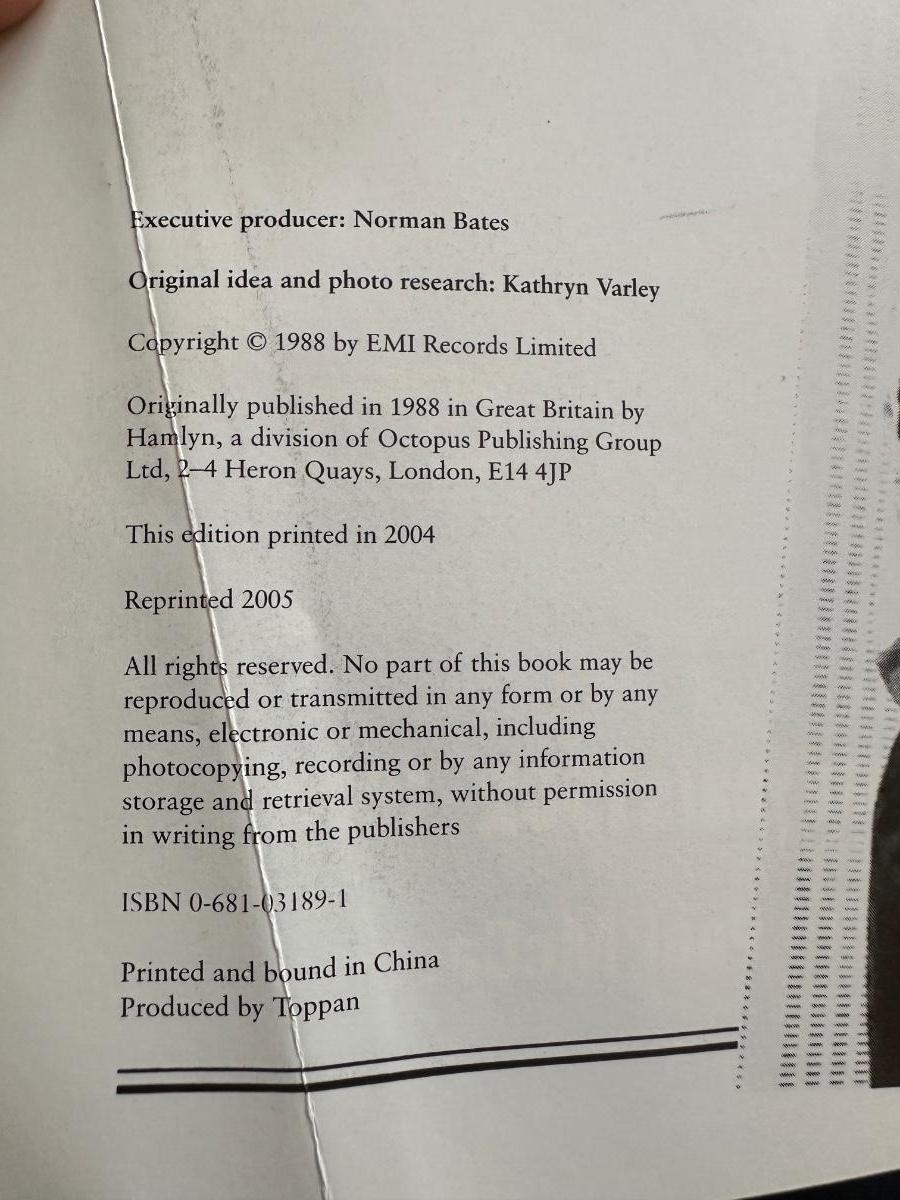 Executive producer: Norman Bates
Original idea and photo research: Kathryn Varley
Copyright © 1988 by EMI Records Limited
Originally published in 1988 in Great Britain by
Hamlyn, a division of Octopus Publishing Group
Ltd, 2–4 Heron Quays, London, E14 4JP
This edition printed in 2004
Reprinted 2005
All rights reserved. No part of this book may be
reproduced or transmitted in any form or by any
means, electronic or mechanical, including
photocopying, recording or by any information
storage and retrieval system, without permission
in writing from the publishers
ISBN 0-681-03189-1
Printed and bound in China
Produced by Toppan